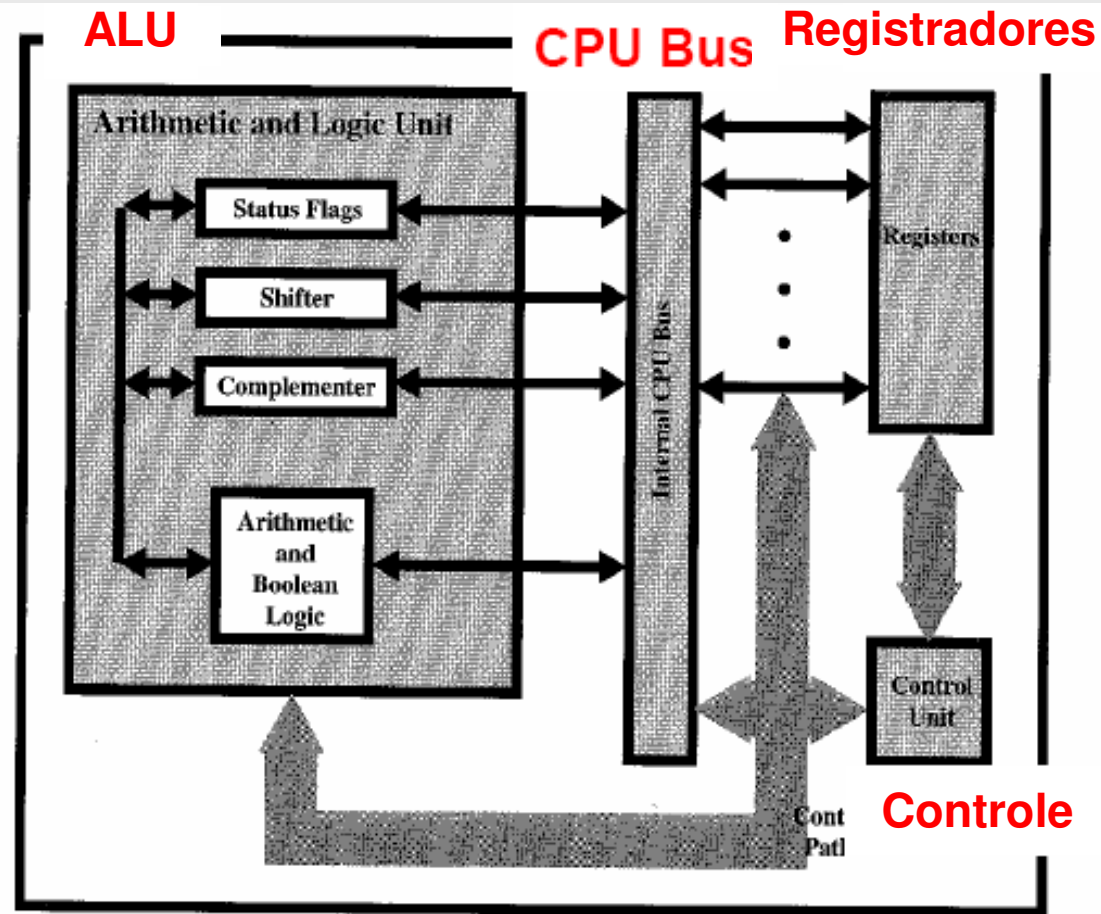 ALU
CPU Bus
Registradores
Arithmetic and Logic Unit
Status Flags
Shifter
Complementer
Arithmetic
and
Boolean
Logic
Internal CPU Bus
Registers
Control
Unit
Controle
Cont